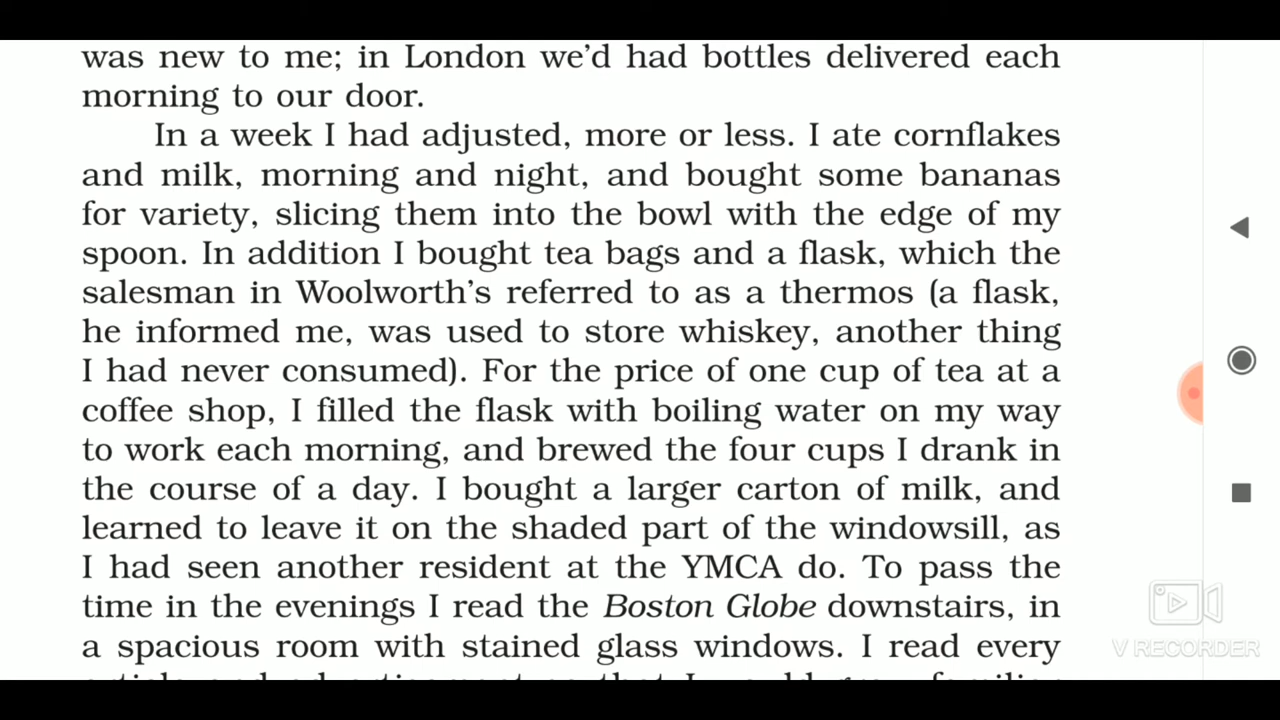 was new to me; in London we'd had bottles delivered each
morning to our door.
In a week I had adjusted, more or less. I ate cornflakes
and milk, morning and night, and bought some bananas
for variety, slicing them into the bowl with the edge of my
spoon. In addition I bought tea bags and a flask, which the
salesman in Woolworth's referred to as a thermos (a flask,
he informed me, was used to store whiskey, another thing
I had never consumed). For the price of one cup of tea at a
coffee shop, I filled the flask with boiling water on my way
to work each morning, and brewed the four cups I drank in
the course of a day. I bought a larger carton of milk, and
learned to leave it on the shaded part of the windowsill, as
I had seen another resident at the YMCA do. To pass the
time in the evenings I read the Boston Globe downstairs, in
a spacious room with stained glass windows. I read every
V RECORDER